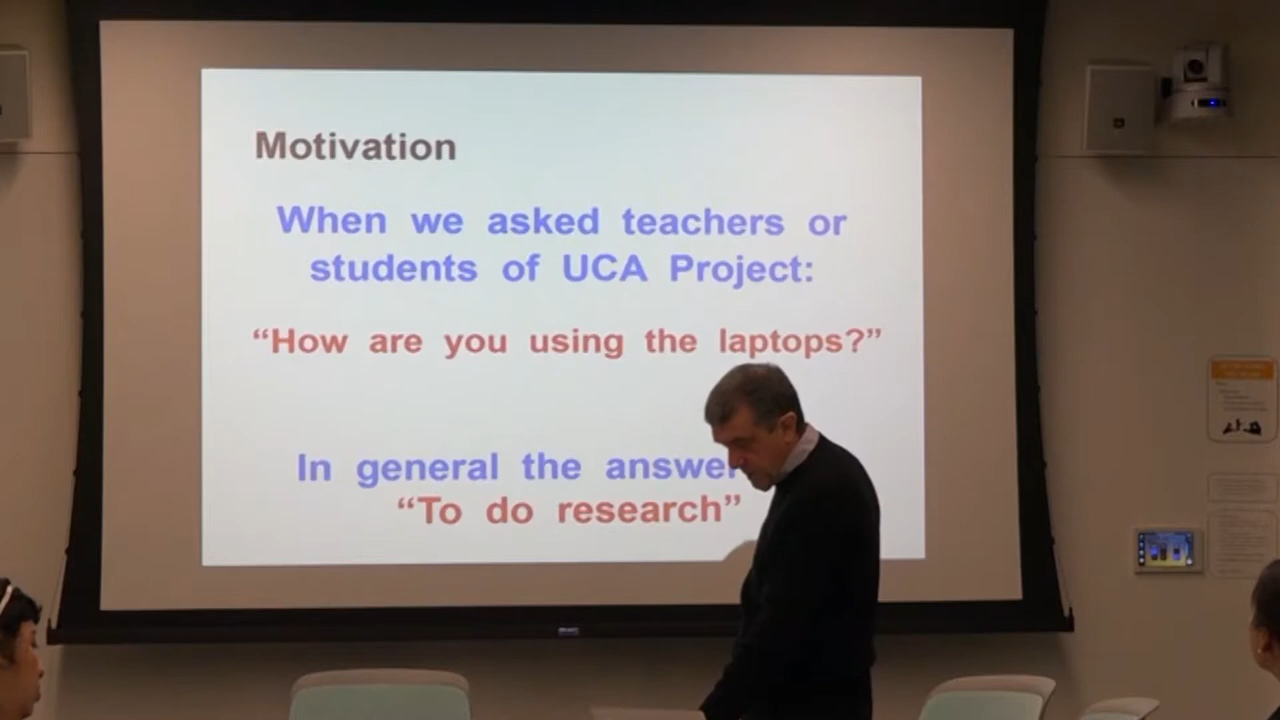 Motivation
When we asked teachers or
students of UCA Project:
“How are you using the laptops?”
In general the answer
“To do research”